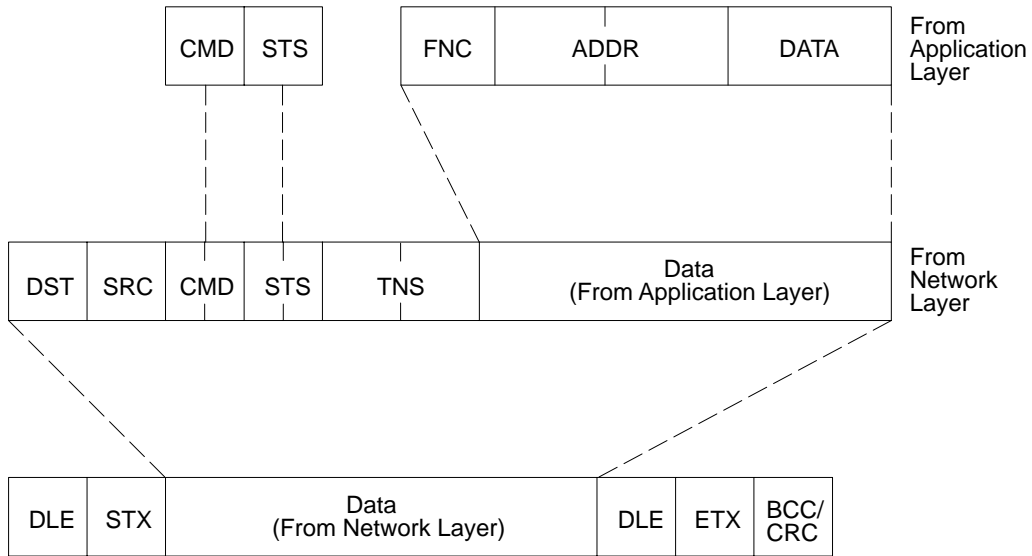 CMD STS FNC ADDR DATA
From
Application
Layer
DST SRC CMD STS TNS
Data
(From Application Layer)
From
Network
Layer
DLE STX
Data
(From Network Layer)
DLE ETX
BCC/
CRC